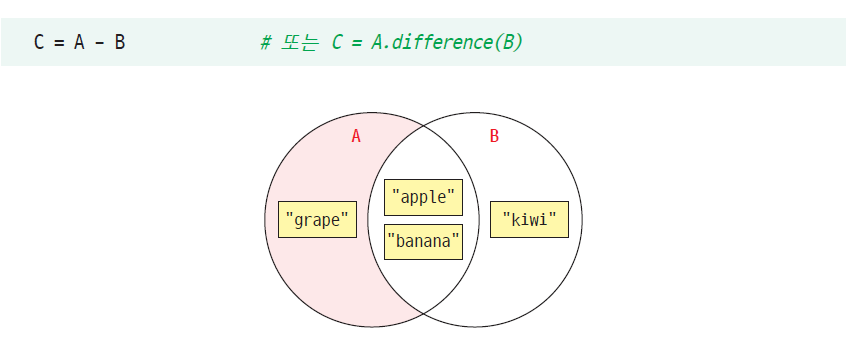 C = A - B # 또는 C = A.difference(B)
A B
"apple"
"grape" "kiwi"
"banana"